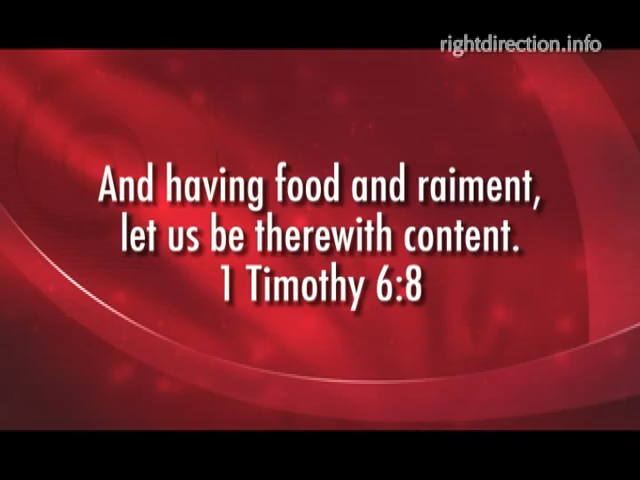 rightdirection.info
And having food and raiment,
let us be therewith content.
1 Timothy 6:8